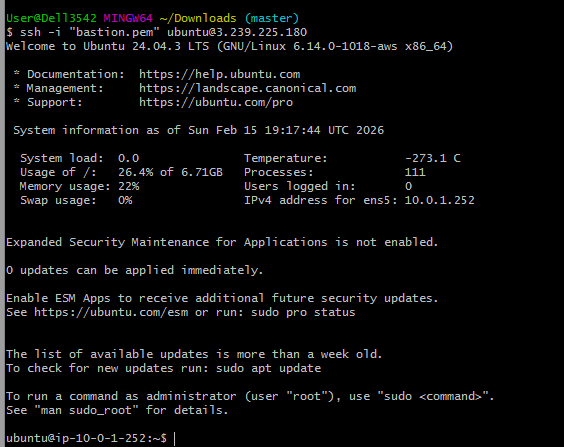 User@Dell3542 MINGW64 ~/Downloads (master)
$ ssh -i "bastion.pem" ubuntu@3.239.225.180
Welcome to Ubuntu 24.04.3 LTS (GNU/Linux 6.14.0-1018-aws x86_64)
* Documentation:  https://help.ubuntu.com
* Management:     https://landscape.canonical.com
* Support:        https://ubuntu.com/pro
System information as of Sun Feb 15 19:17:44 UTC 2026
System load:  0.0                Temperature:           -273.1 C
Usage of /:   26.4% of 6.71GB   Processes:             111
Memory usage: 22%                Users logged in:       0
Swap usage:   0%                 IPv4 address for ens5: 10.0.1.252
Expanded Security Maintenance for Applications is not enabled.
0 updates can be applied immediately.
Enable ESM Apps to receive additional future security updates.
See https://ubuntu.com/esm or run: sudo pro status
The list of available updates is more than a week old.
To check for new updates run: sudo apt update
To run a command as administrator (user "root"), use "sudo <command>".
See "man sudo_root" for details.
ubuntu@ip-10-0-1-252:~$